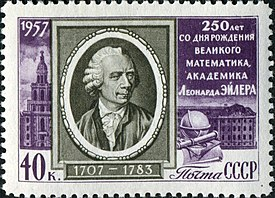 1957
250 ЛЕТ
СО ДНЯ РОЖДЕНИЯ
ВЕЛИКОГО
МАТЕМАТИКА,
АКАДЕМИКА
ЛЕОНАРДА ЭЙЛЕРА
1707 – 1783
40 К.
Почта СССР